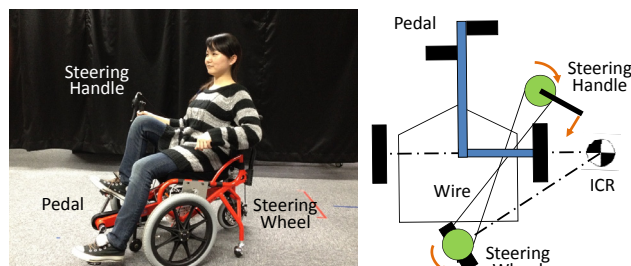 Steering
Handle
Pedal
Steering
Wheel
Pedal
Steering
Handle
Wire
ICR
Steering